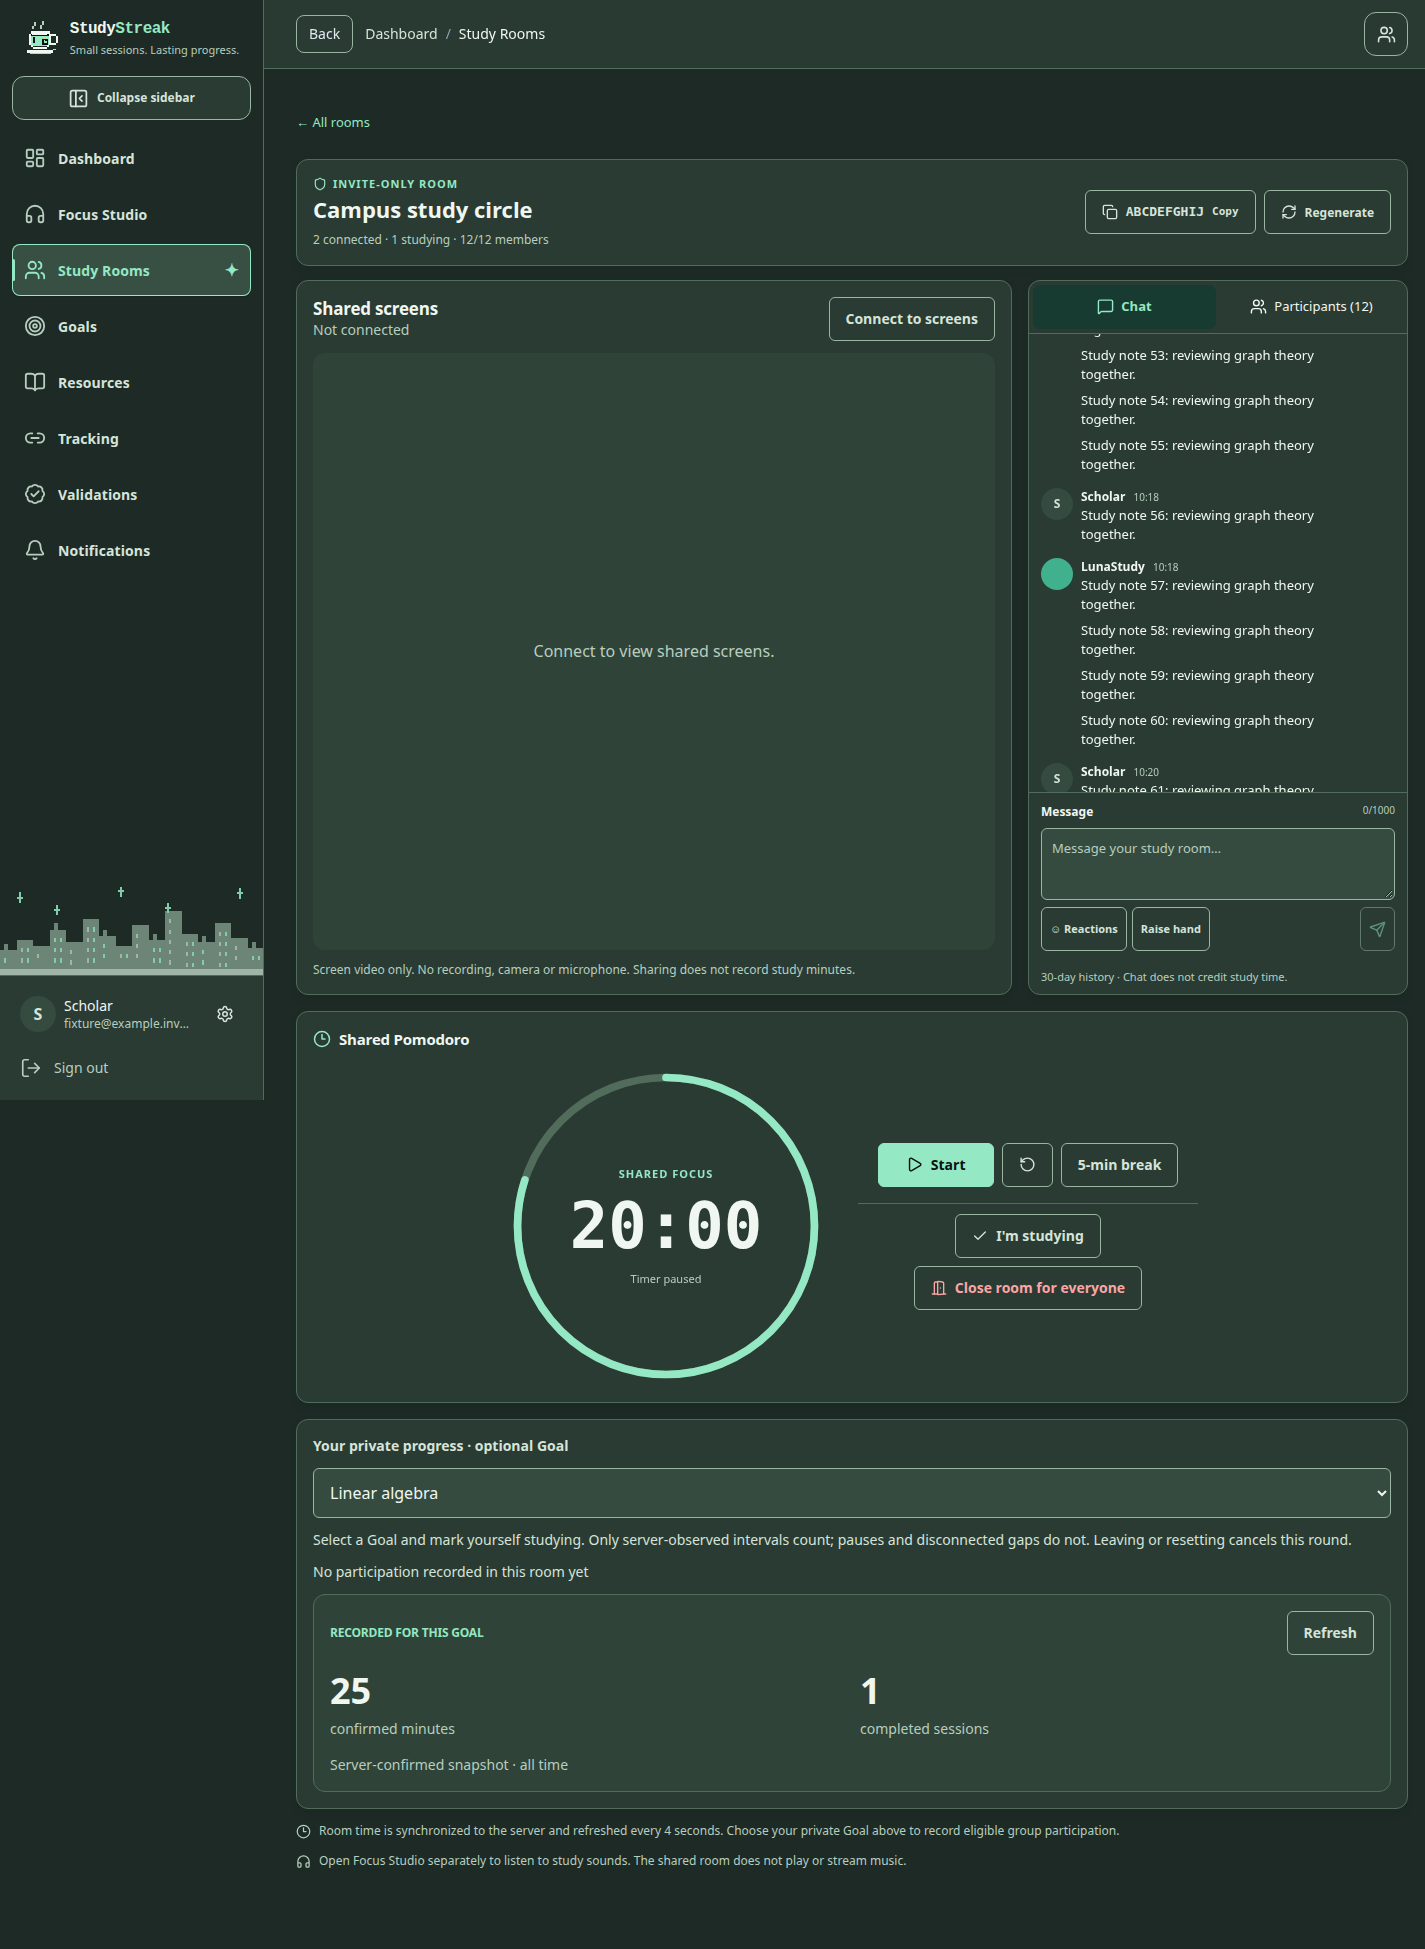 StudyStreak
Small sessions. Lasting progress.
Collapse sidebar
Dashboard
Focus Studio
Study Rooms
Goals
Resources
Tracking
Validations
Notifications
S
Scholar
fixture@example.inv...
Sign out
Back
Dashboard / Study Rooms
← All rooms
INVITE-ONLY ROOM
Campus study circle
2 connected · 1 studying · 12/12 members
ABCDEFGHIJ Copy
Regenerate
Shared screens
Not connected
Connect to screens
Connect to view shared screens.
Screen video only. No recording, camera or microphone. Sharing does not record study minutes.
Chat
Participants (12)
Study note 53: reviewing graph theory
together.
Study note 54: reviewing graph theory
together.
Study note 55: reviewing graph theory
together.
S
Scholar 10:18
Study note 56: reviewing graph theory
together.
LunaStudy 10:18
Study note 57: reviewing graph theory
together.
Study note 58: reviewing graph theory
together.
Study note 59: reviewing graph theory
together.
Study note 60: reviewing graph theory
together.
S
Scholar 10:20
Study note 61: reviewing graph theory
Message
0/1000
Message your study room...
☺ Reactions
Raise hand
30-day history · Chat does not credit study time.
Shared Pomodoro
SHARED FOCUS
20:00
Timer paused
Start
5-min break
I'm studying
Close room for everyone
Your private progress · optional Goal
Linear algebra
Select a Goal and mark yourself studying. Only server-observed intervals count; pauses and disconnected gaps do not. Leaving or resetting cancels this round.
No participation recorded in this room yet
RECORDED FOR THIS GOAL
Refresh
25
confirmed minutes
1
completed sessions
Server-confirmed snapshot · all time
Room time is synchronized to the server and refreshed every 4 seconds. Choose your private Goal above to record eligible group participation.
Open Focus Studio separately to listen to study sounds. The shared room does not play or stream music.